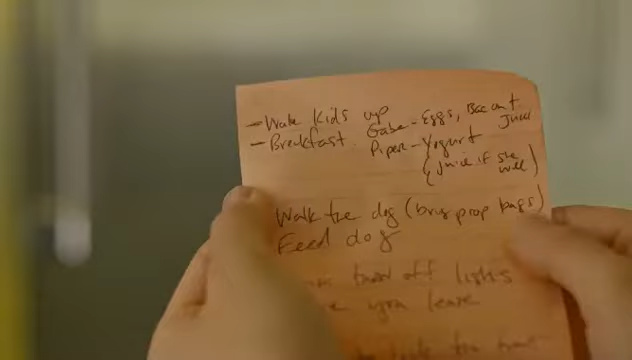 - Wake kids up
- Breakfast. Gabe - Eggs, Bacon +
Juice
Piper - Yogurt
(Juice if she
will)
Walk the dog (bring poop bags)
Feed dog
turn off lights
you leave